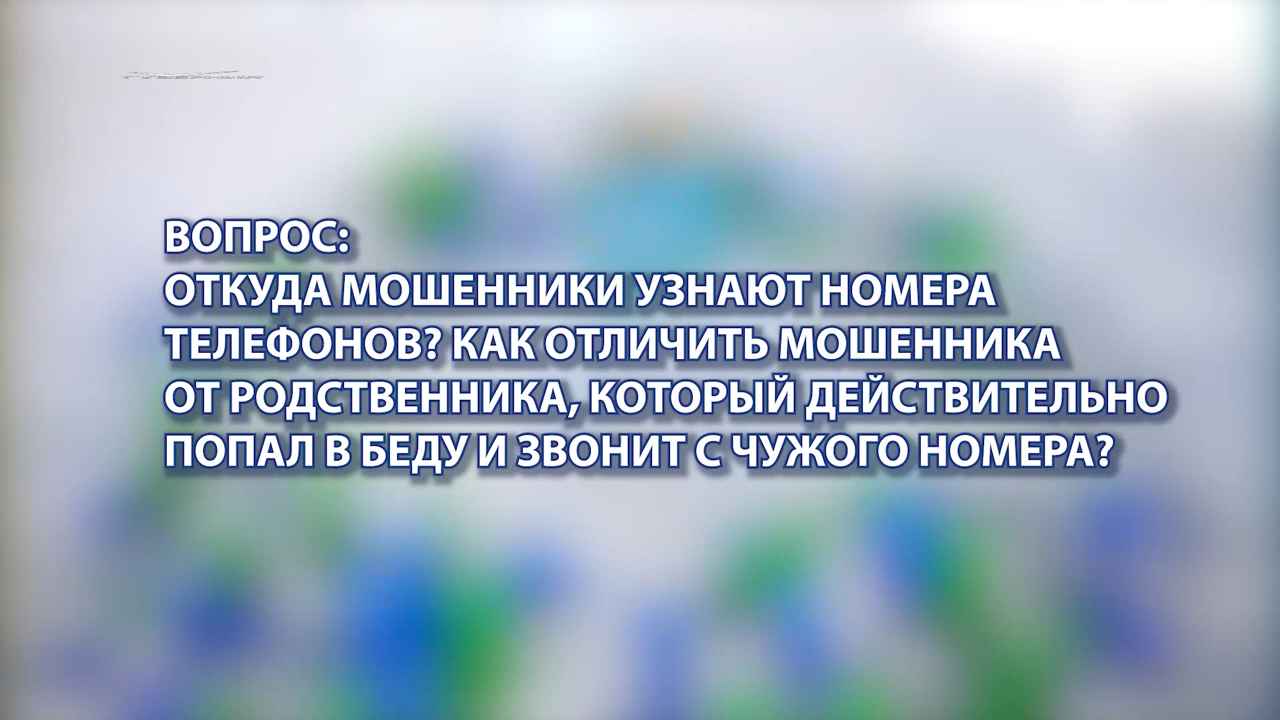 ВОПРОС:
ОТКУДА МОШЕННИКИ УЗНАЮТ НОМЕРА
ТЕЛЕФОНОВ? КАК ОТЛИЧИТЬ МОШЕННИКА
ОТ РОДСТВЕННИКА, КОТОРЫЙ ДЕЙСТВИТЕЛЬНО
ПОПАЛ В БЕДУ И ЗВОНИТ С ЧУЖОГО НОМЕРА?